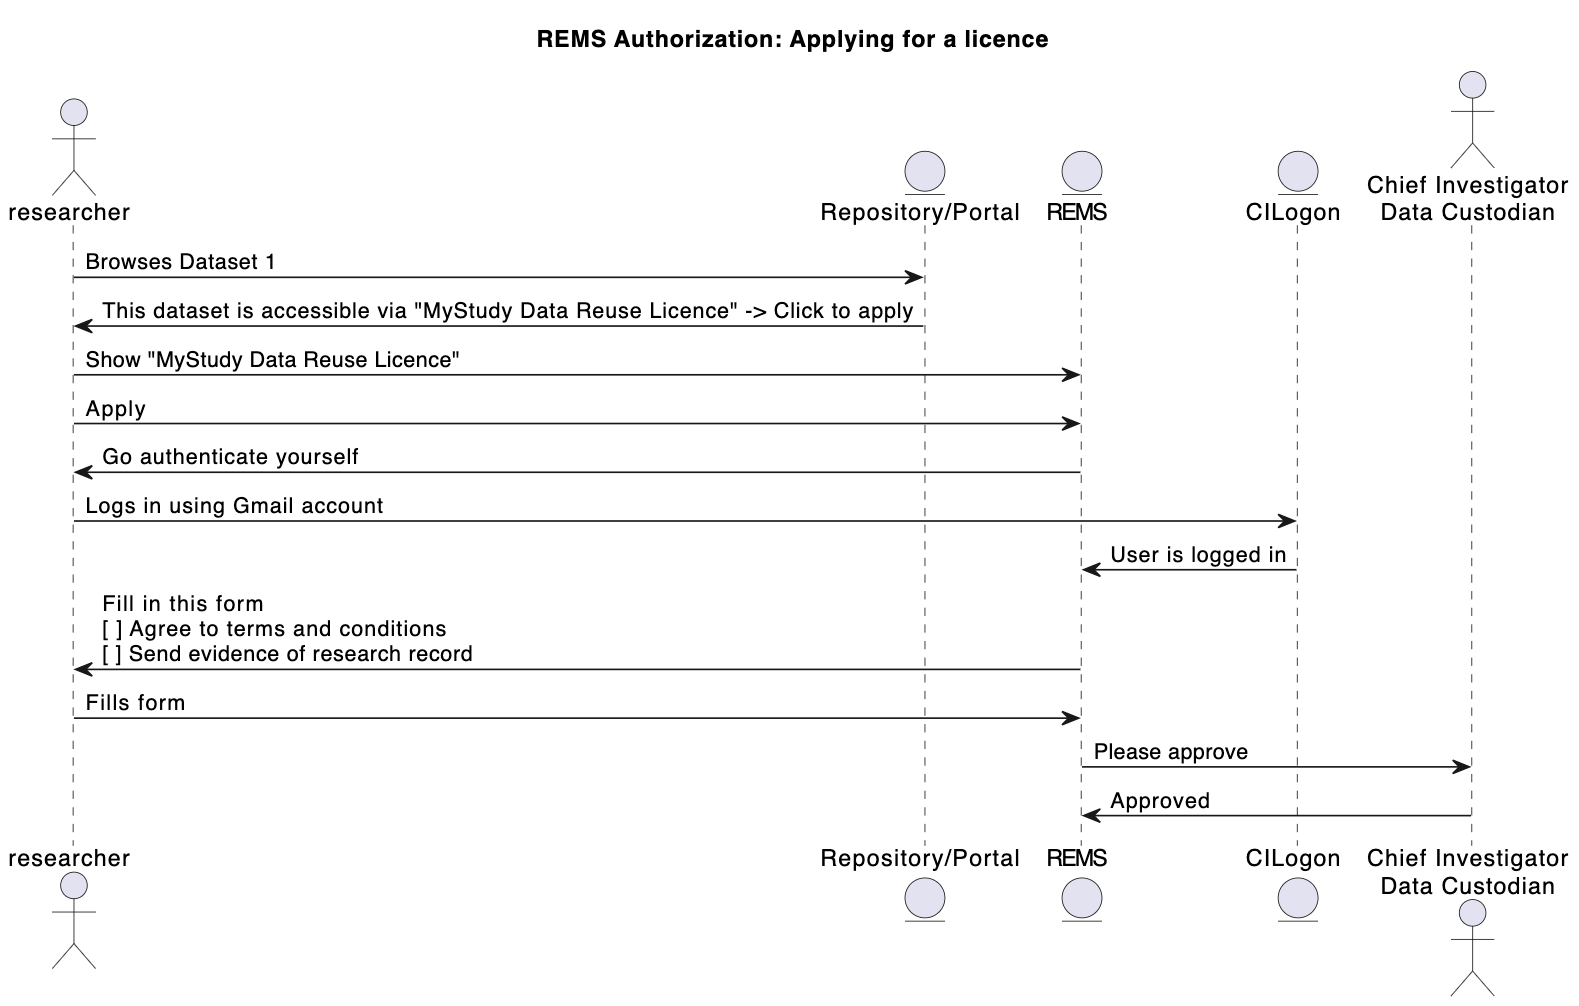 REMS Authorization: Applying for a licence
researcher
Repository/Portal
REMS
CILogon
Chief Investigator
Data Custodian
Browses Dataset 1
This dataset is accessible via "MyStudy Data Reuse Licence" -> Click to apply
Show "MyStudy Data Reuse Licence"
Apply
Go authenticate yourself
Logs in using Gmail account
User is logged in
Fill in this form
[ ] Agree to terms and conditions
[ ] Send evidence of research record
Fills form
Please approve
Approved
researcher
Repository/Portal
REMS
CILogon
Chief Investigator
Data Custodian